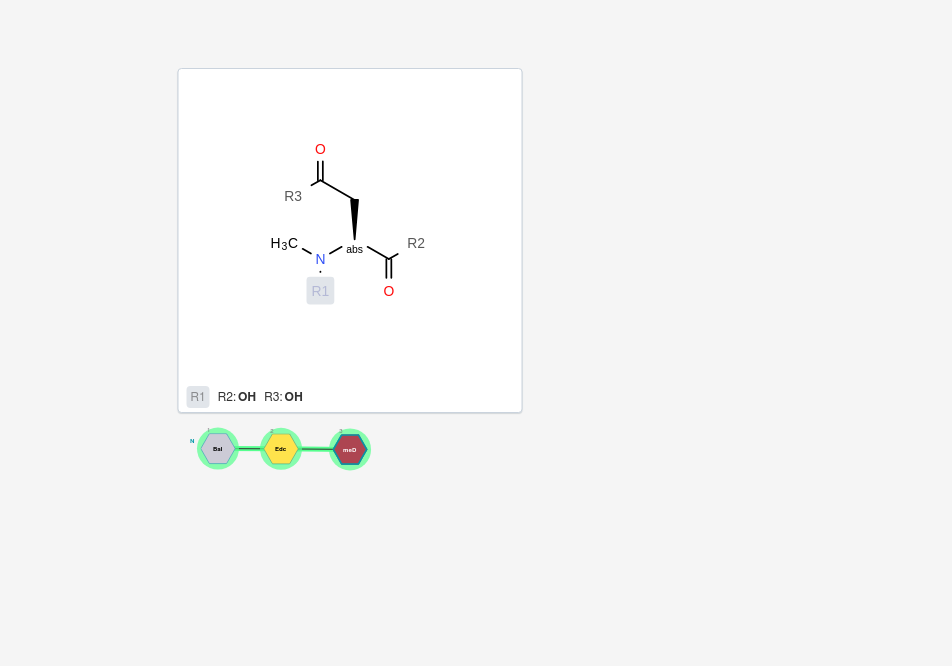 O
R3
H3C
abs
R2
N
R1
O
R1 R2: OH R3: OH
1 2 3
N Bal Edc meD